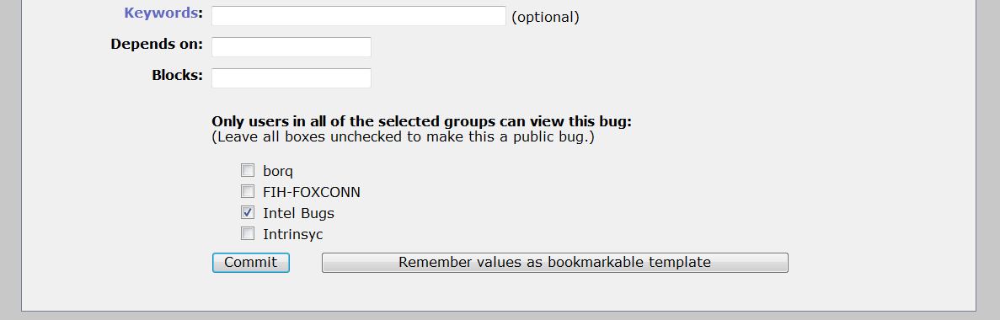 Keywords: (optional)
Depends on:
Blocks:
Only users in all of the selected groups can view this bug:
(Leave all boxes unchecked to make this a public bug.)
borq
FIH-FOXCONN
Intel Bugs
Intrinsyc
Commit Remember values as bookmarkable template